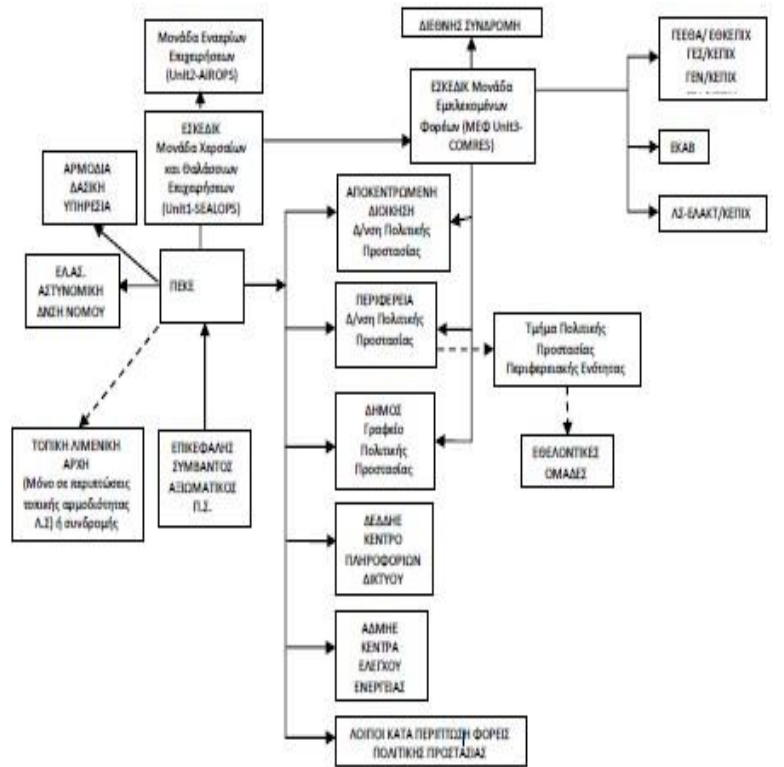 ΔΙΕΘΝΗΣ ΣΥΝΔΡΟΜΗ
Μονάδα Εναερίων
Επιχειρήσεων
(Unit2-AIROPS)
ΓΕΕΘΑ/ ΕΘΚΕΠΙΧ
ΓΕΣ/ΚΕΠΙΧ
ΓΕΝ/ΚΕΠΙΧ
ΕΣΚΕΔΙΚ Μονάδα
Εμπλεκομένων
Φορέων (ΜΕΦ Unit3-
COMRES)
ΕΣΚΕΔΙΚ
Μονάδα Χερσαίων
και Θαλάσσιων
Επιχειρήσεων
(Unit1-SEALOPS)
ΕΚΑΒ
ΑΡΜΟΔΙΑ
ΔΑΣΙΚΗ
ΥΠΗΡΕΣΙΑ
ΑΠΟΚΕΝΤΡΩΜΕΝΗ
ΔΙΟΙΚΗΣΗ
Δ/νση Πολιτικής
Προστασίας
ΛΣ-ΕΛΑΚΤ/ΚΕΠΙΧ
ΕΛ.ΑΣ.
ΑΣΤΥΝΟΜΙΚΗ
ΔΝΣΗ ΝΟΜΟΥ
ΠΕΚΕ
ΠΕΡΙΦΕΡΕΙΑ
Δ/νση Πολιτικής
Προστασίας
Τμήμα Πολιτικής
Προστασίας
Περιφερειακής Ενότητας
ΔΗΜΟΣ
Γραφείο
Πολιτικής
Προστασίας
ΤΟΠΙΚΗ ΛΙΜΕΝΙΚΗ
ΑΡΧΗ
(Μόνο σε περιπτώσεις
τοπικής αρμοδιότητας
Λ.Σ) ή συνδρομής
ΕΠΙΚΕΦΑΛΗΣ
ΣΥΜΒΑΝΤΟΣ
ΑΞΙΩΜΑΤΙΚΟΣ
Π.Σ.
ΕΘΕΛΟΝΤΙΚΕΣ
ΟΜΑΔΕΣ
ΔΕΔΔΗΕ
ΚΕΝΤΡΟ
ΠΛΗΡΟΦΟΡΙΩΝ
ΔΙΚΤΥΟΥ
ΑΔΜΗΕ
ΚΕΝΤΡΑ
ΕΛΕΓΧΟΥ
ΕΝΕΡΓΕΙΑΣ
ΛΟΙΠΟΙ ΚΑΤΑ ΠΕΡΙΠΤΩΣΗ ΦΟΡΕΙΣ
ΠΟΛΙΤΙΚΗΣ ΠΡΟΣΤΑΣΙΑΣ